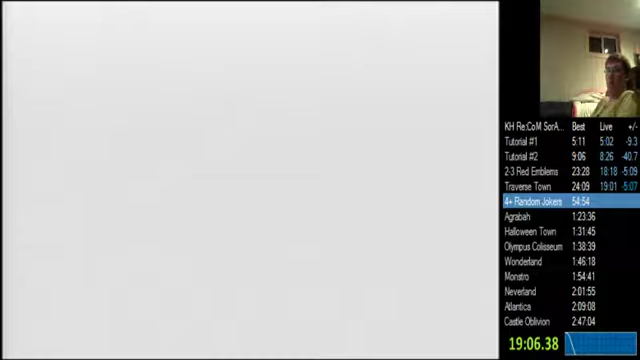 KH Re:CoM SorA... Best Live +/-
Tutorial #1 5:11 5:02 -9.3
Tutorial #2 9:06 8:26 -40.7
2-3 Red Emblems 23:28 18:18 -5:09
Traverse Town 24:09 19:01 -5:07
4+ Random Jokers 54:54
Agrabah 1:23:36
Halloween Town 1:31:45
Olympus Coliseum 1:38:39
Wonderland 1:46:18
Monstro 1:54:41
Neverland 2:01:55
Atlantica 2:09:08
Castle Oblivion 2:47:04
19:06.38